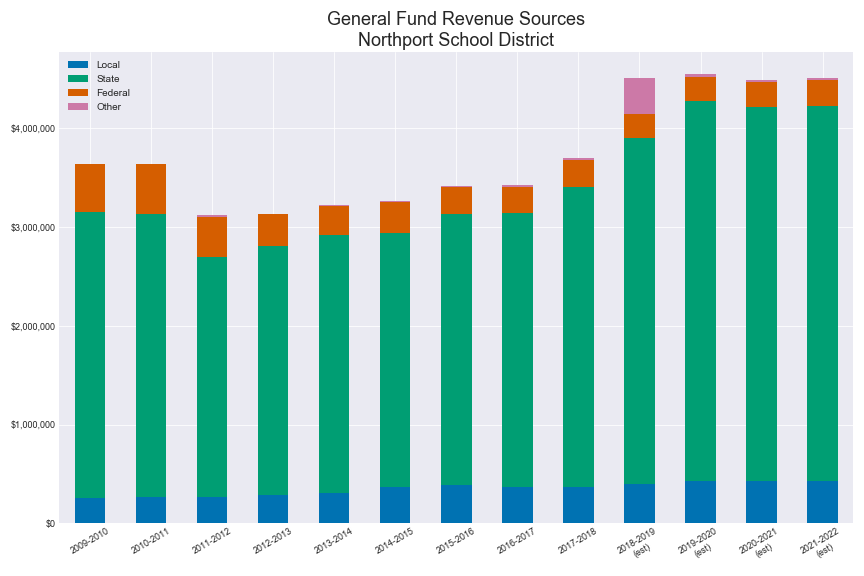 General Fund Revenue Sources
Northport School District
Local
State
Federal
Other
$4,000,000
$3,000,000
$2,000,000
$1,000,000
$0
2009-2010
2010-2011
2011-2012
2012-2013
2013-2014
2014-2015
2015-2016
2016-2017
2017-2018
2018-2019
(est)
2019-2020
(est)
2020-2021
(est)
2021-2022
(est)